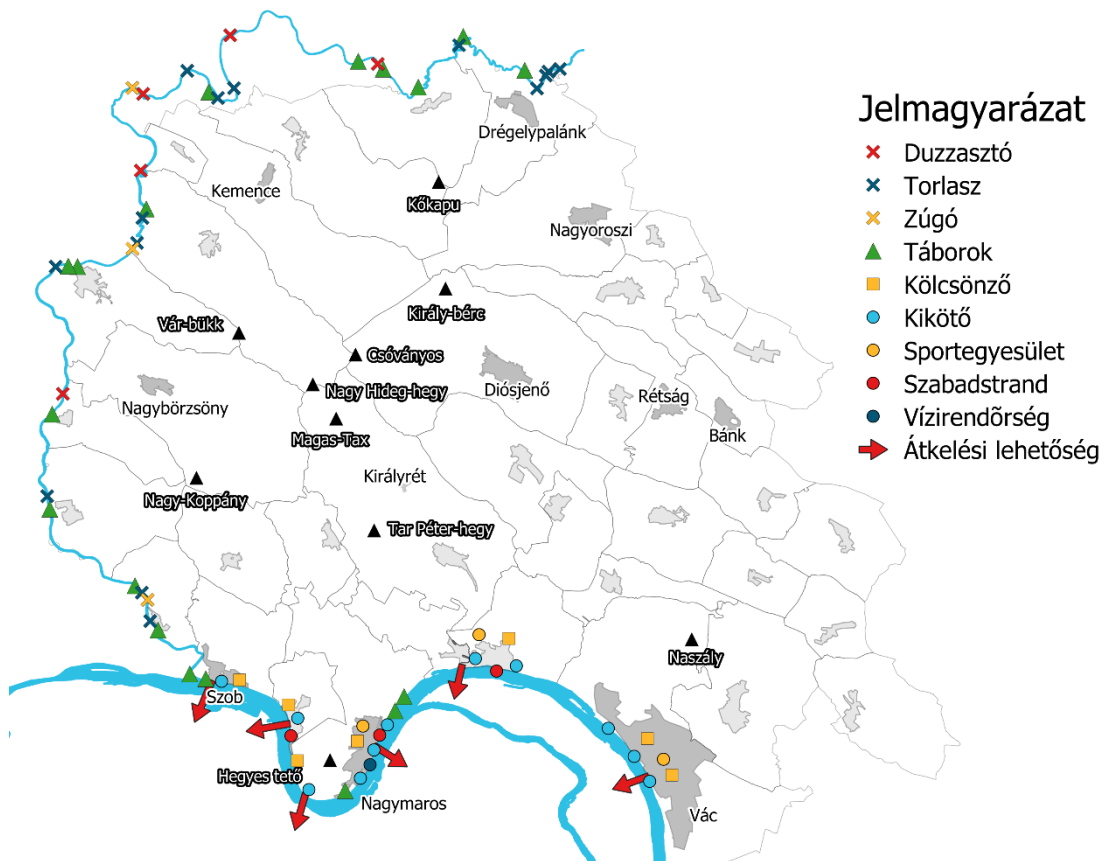 Jelmagyarázat
Duzzasztó
Torlasz
Zúgó
Táborok
Kölcsönző
Kikötő
Sportegyesület
Szabadstrand
Vízirendõrség
Átkelési lehetőség
Drégelypalánk
Kemence
Kőkapu
Nagyoroszi
Király-bérc
Vár-bükk
Csóványos
Nagy Hideg-hegy
Diósjenő
Nagybörzsöny
Rétság
Magas-Tax
Bánk
Királyrét
Nagy-Koppány
Tar Péter-hegy
Naszály
Szob
Hegyes tető
Nagymaros
Vác